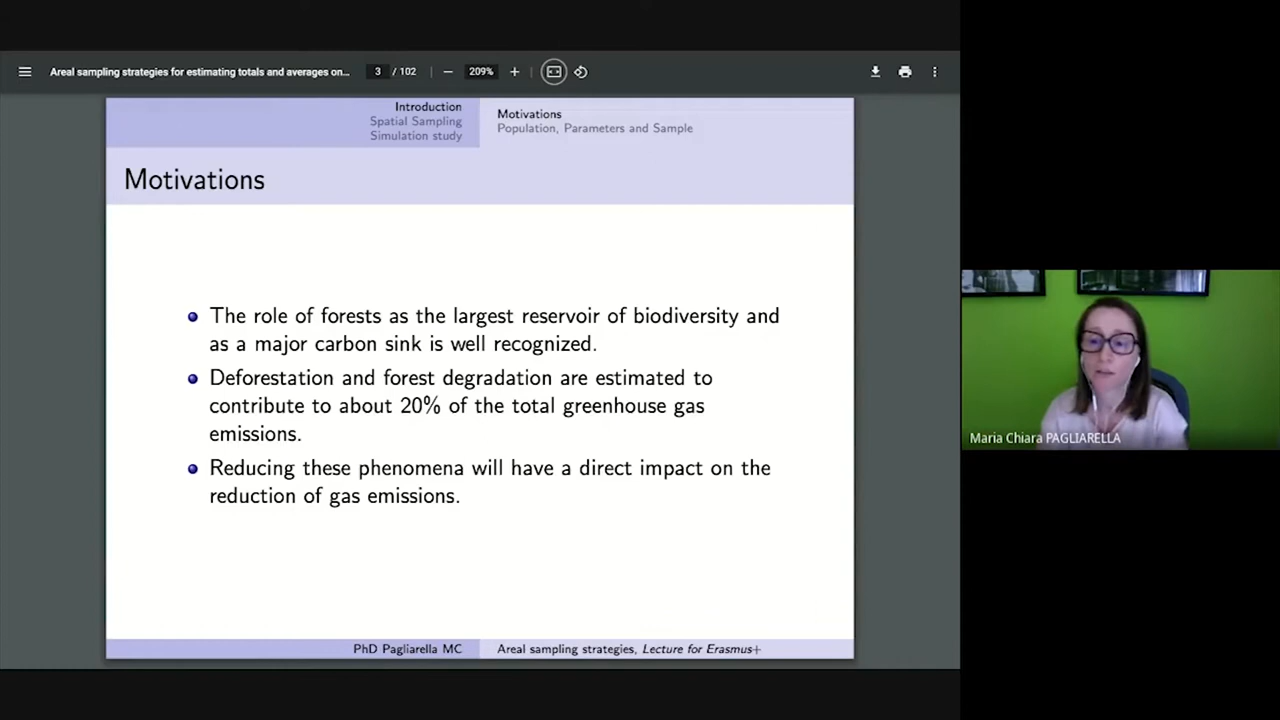 Areal sampling strategies for estimating totals and averages on...
3 / 102
209%
Introduction
Spatial Sampling
Simulation study
Motivations
Population, Parameters and Sample
Motivations
The role of forests as the largest reservoir of biodiversity and
as a major carbon sink is well recognized.
Deforestation and forest degradation are estimated to
contribute to about 20% of the total greenhouse gas
emissions.
Reducing these phenomena will have a direct impact on the
reduction of gas emissions.
PhD Pagliarella MC
Areal sampling strategies, Lecture for Erasmus+
Maria Chiara PAGLIARELLA